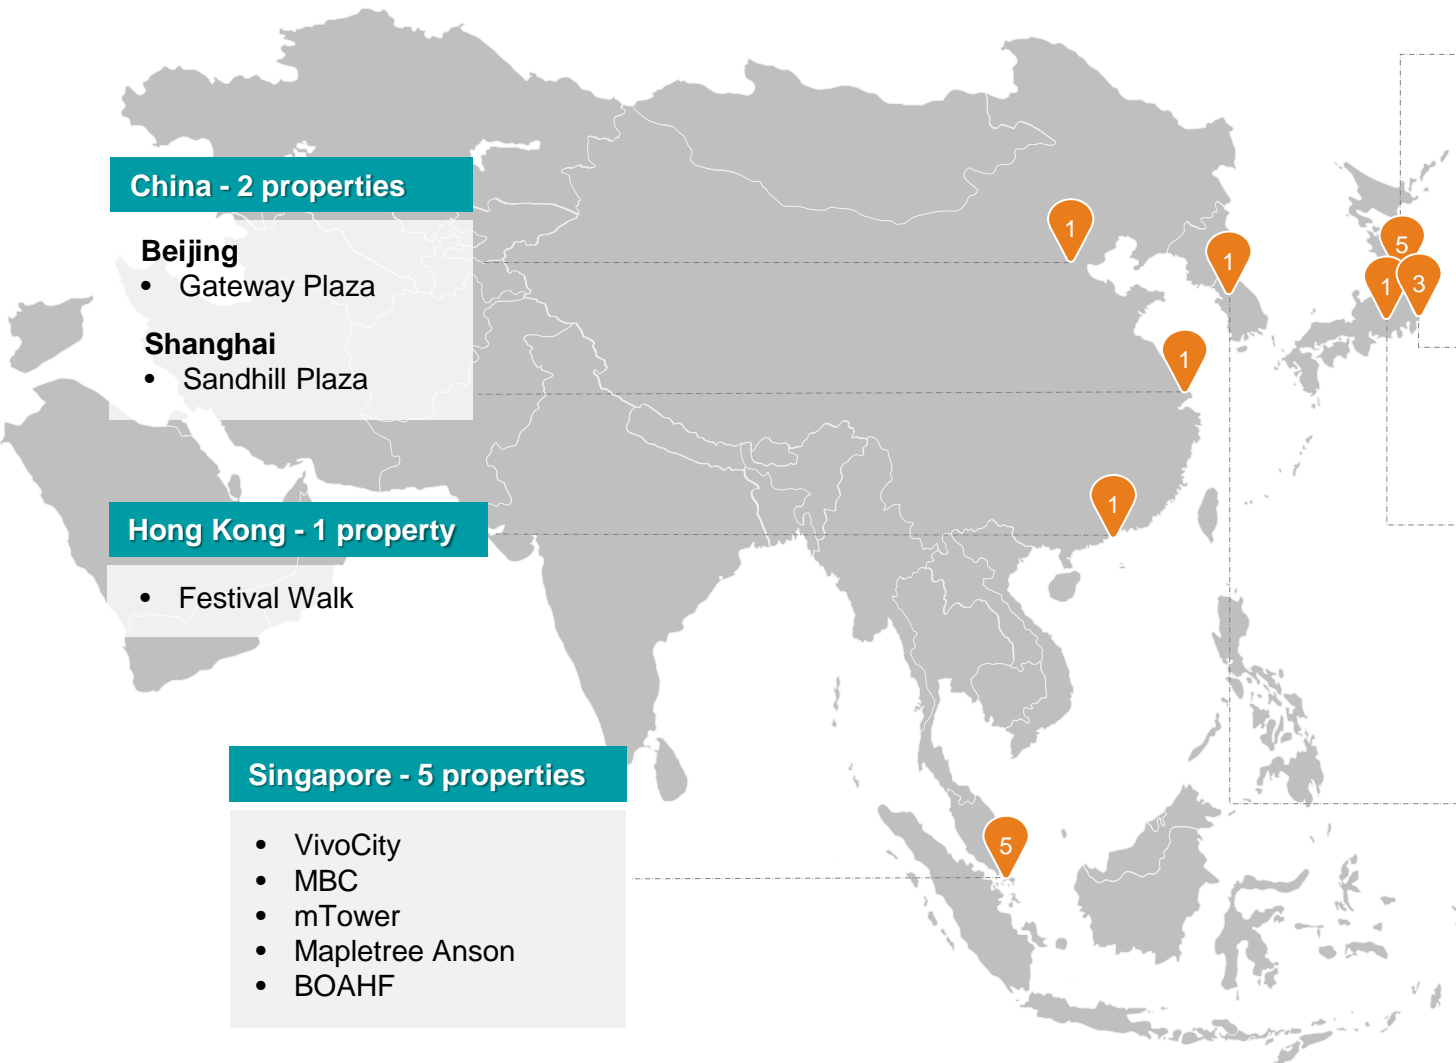 China - 2 properties
Beijing
• Gateway Plaza
Shanghai
• Sandhill Plaza
Hong Kong - 1 property
• Festival Walk
Singapore - 5 properties
• VivoCity
• MBC
• mTower
• Mapletree Anson
• BOAHF
1
1
5
1
3
1
1
5